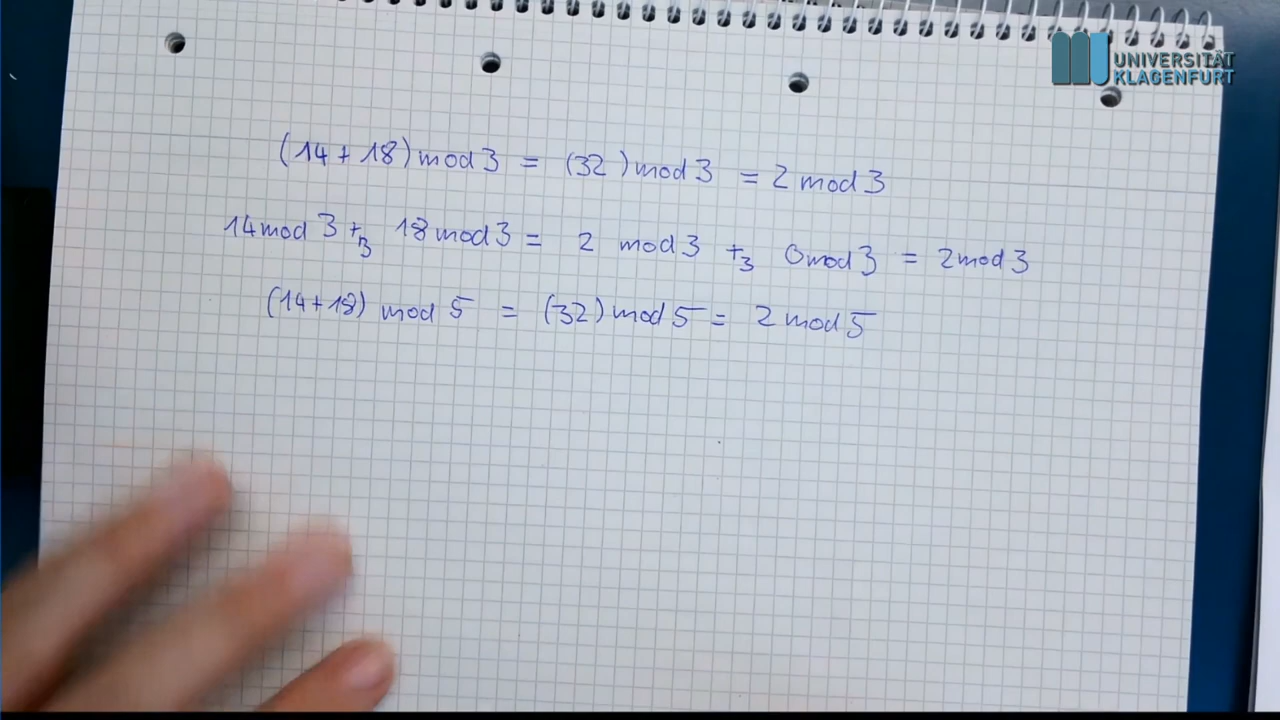 UNIVERSITÄT
KLAGENFURT
(14+18) mod 3 = (32) mod 3 = 2 mod 3
14 mod 3 +₃ 18 mod 3 = 2 mod 3 +₃ 0 mod 3 = 2 mod 3
(14+18) mod 5 = (32) mod 5 = 2 mod 5